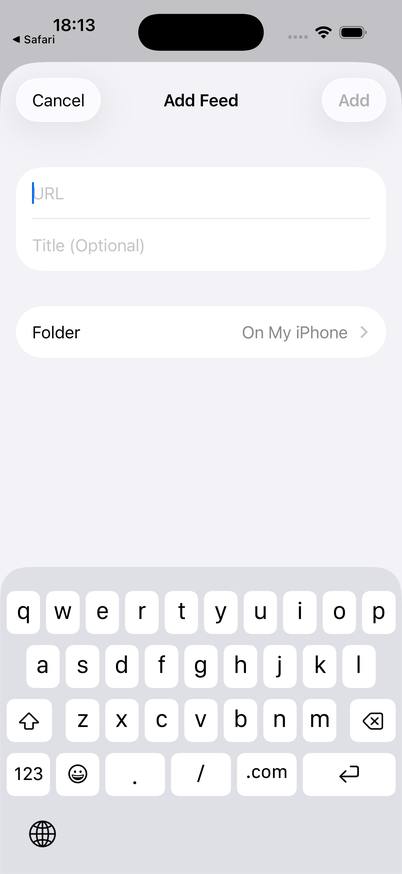 18:13
◀ Safari
Cancel
Add Feed
Add
URL
Title (Optional)
Folder
On My iPhone
q w e r t y u i o p
a s d f g h j k l
z x c v b n m
123 . / .com